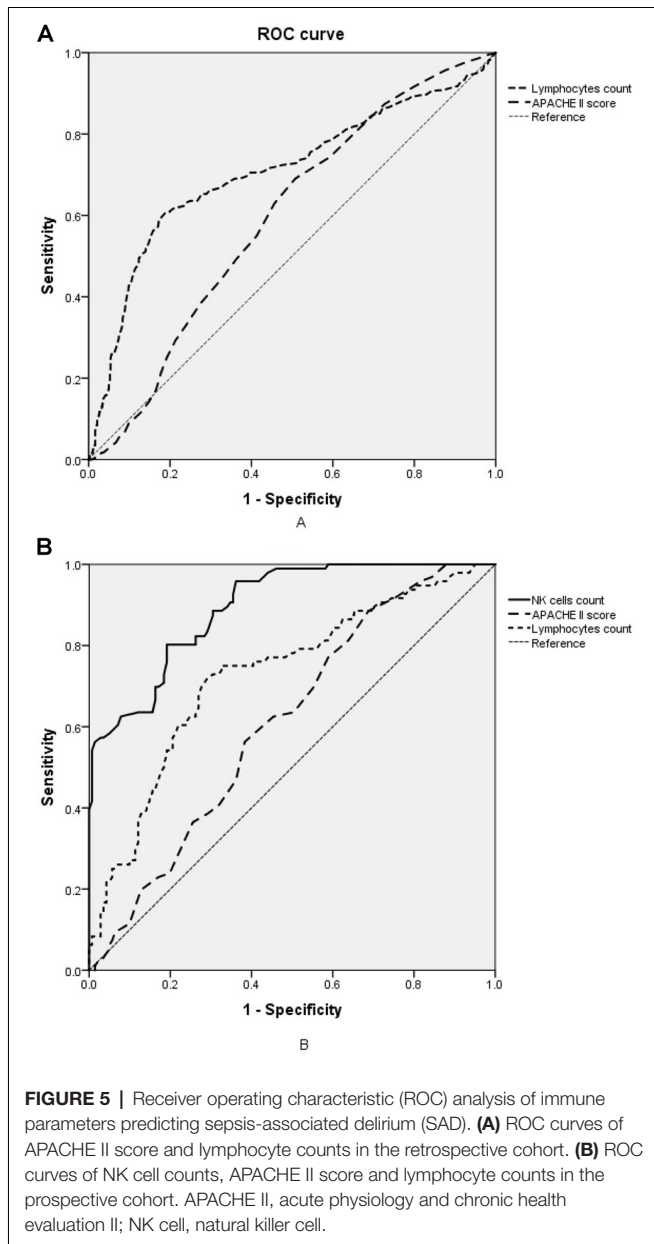 A
ROC curve
1.0
0.8
0.6
0.4
0.2
0.0
Sensitivity
0.0 0.2 0.4 0.6 0.8 1.0
1 - Specificity
A
Lymphocytes count
APACHE II score
Reference
B
1.0
0.8
0.6
0.4
0.2
0.0
Sensitivity
0.0 0.2 0.4 0.6 0.8 1.0
1 - Specificity
B
NK cells count
APACHE II score
Lymphocytes count
Reference
FIGURE 5 | Receiver operating characteristic (ROC) analysis of immune
parameters predicting sepsis-associated delirium (SAD). (A) ROC curves of
APACHE II score and lymphocyte counts in the retrospective cohort. (B) ROC
curves of NK cell counts, APACHE II score and lymphocyte counts in the
prospective cohort. APACHE II, acute physiology and chronic health
evaluation II; NK cell, natural killer cell.